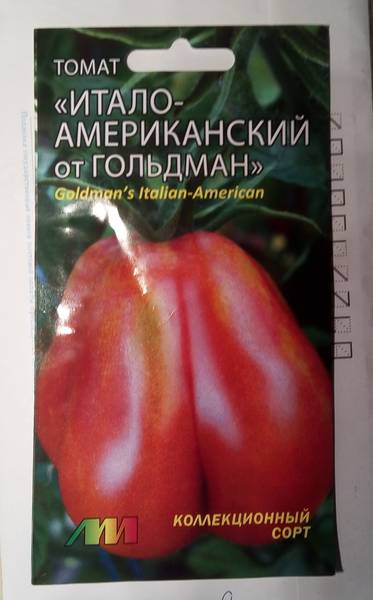 ТОМАТ
«ИТАЛО-
АМЕРИКАНСКИЙ
от ГОЛЬДМАН»
Goldman's Italian-American
КОЛЛЕКЦИОННЫЙ
СОРТ